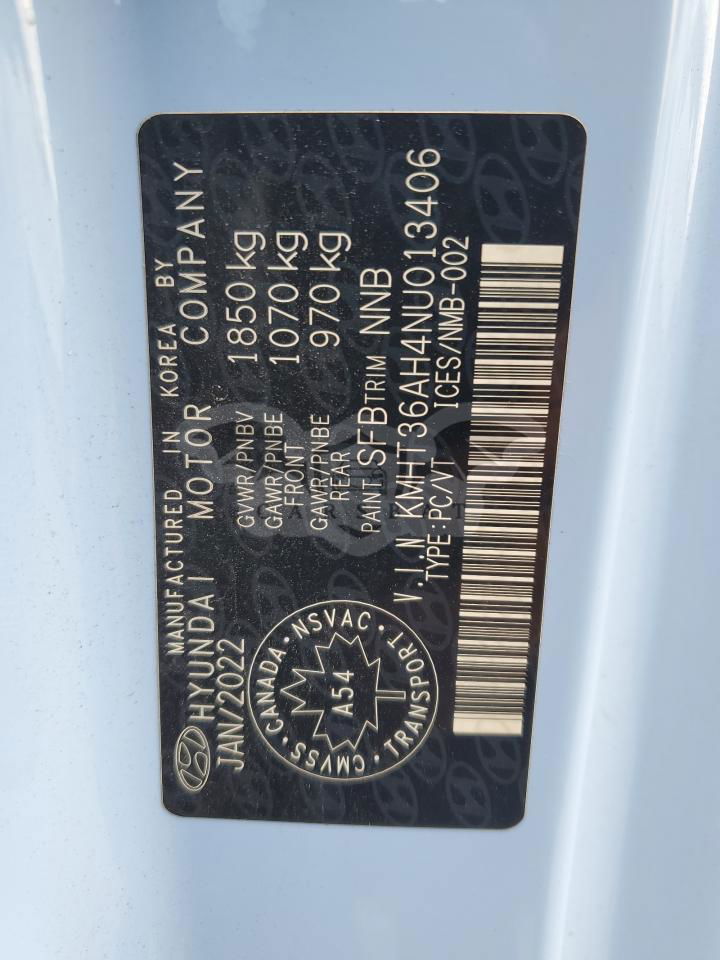 MANUFACTURED IN KOREA BY
HYUNDAI MOTOR COMPANY
JAN/2022
GVWR/PNBV 1850 kg
GAWR/PNBE FRONT 1070 kg
GAWR/PNBE REAR 970 kg
CMVSS · CANADA · NSVAC · TRANSPORT ·
A54
PAINT SFB TRIM NNB
V.I.N KMHT36AH4NU013406
TYPE:PC/VT ICES/NMB-002